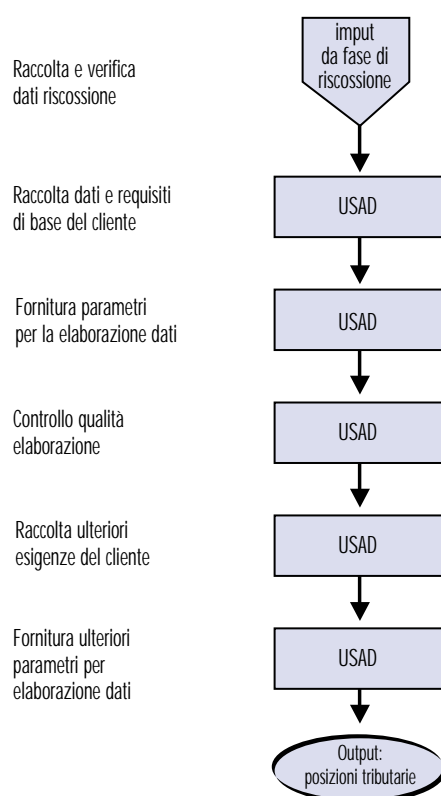 imput
da fase di
riscossione
Raccolta e verifica
dati riscossione
Raccolta dati e requisiti
di base del cliente
USAD
Fornitura parametri
per la elaborazione dati
USAD
Controllo qualità
elaborazione
USAD
Raccolta ulteriori
esigenze del cliente
USAD
Fornitura ulteriori
parametri per
elaborazione dati
USAD
Output:
posizioni tributarie